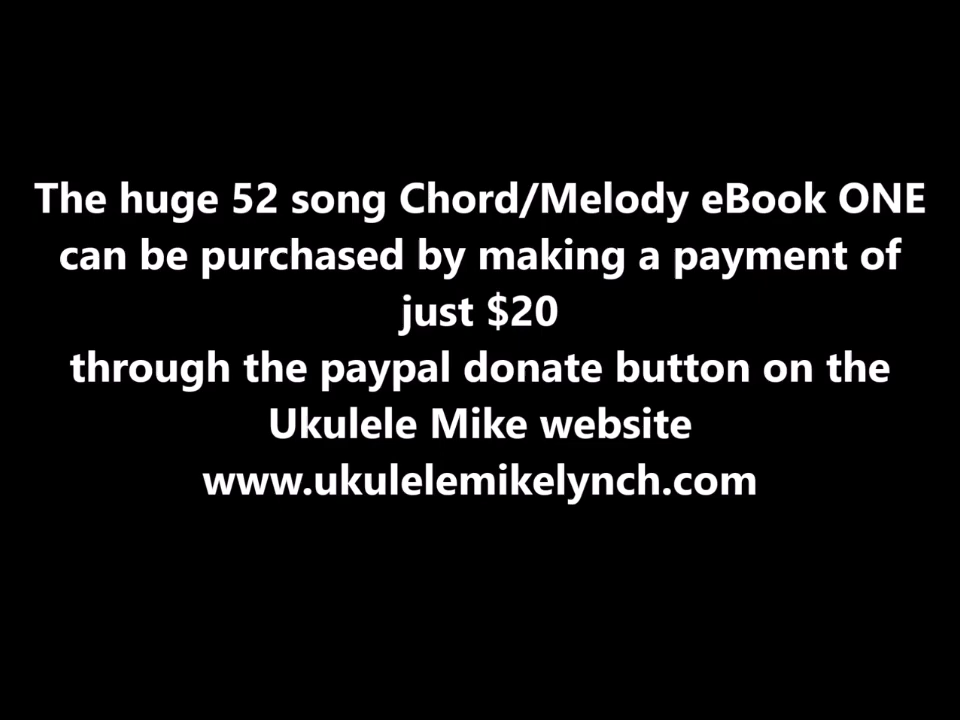 The huge 52 song Chord/Melody eBook ONE
can be purchased by making a payment of
just $20
through the paypal donate button on the
Ukulele Mike website
www.ukulelemikelynch.com